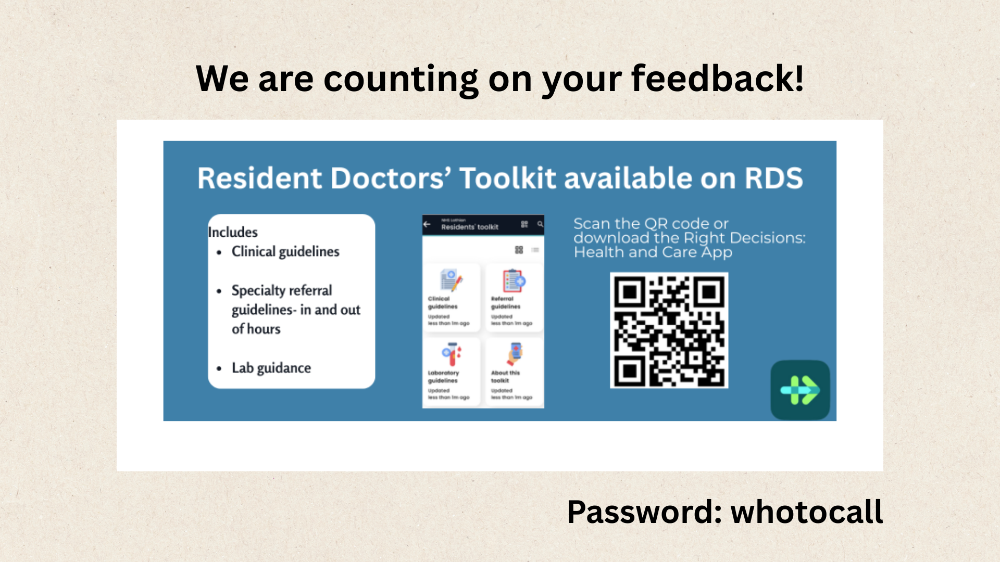 We are counting on your feedback!
Resident Doctors’ Toolkit available on RDS
Includes
• Clinical guidelines
• Specialty referral
guidelines- in and out
of hours
• Lab guidance
NHS Lothian
Residents' toolkit
Clinical
guidelines
Updated
less than 1m ago
Referral
guidelines
Updated
less than 1m ago
Laboratory
guidelines
Updated
less than 1m ago
About this
toolkit
Updated
less than 1m ago
Scan the QR code or
download the Right Decisions:
Health and Care App
Password: whotocall